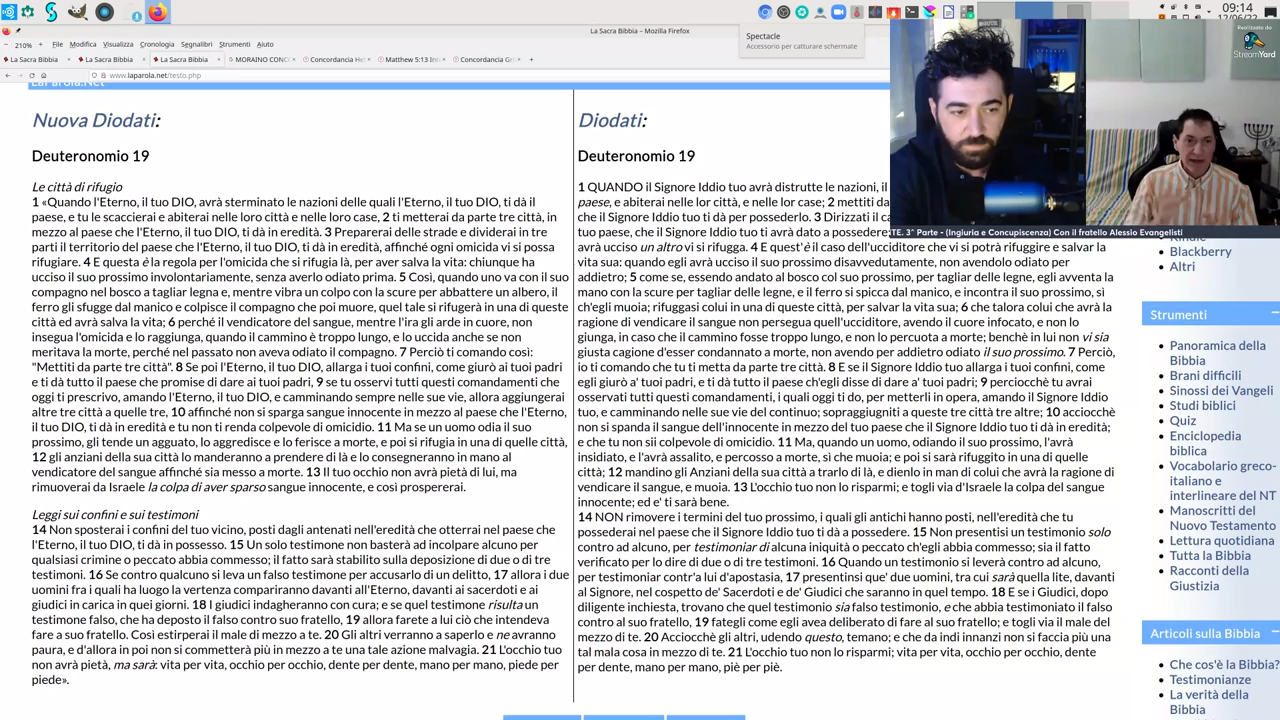 09:14
12/06/22
Spectacle
Accessorio per catturare schermate
La Sacra Bibbia – Mozilla Firefox
Realizzato da
StreamYard
210%
File Modifica Visualizza Cronologia Segnalibri Strumenti Aiuto
La Sacra Bibbia
La Sacra Bibbia
La Sacra Bibbia
MORAINO CONC
Concordanza He
Matthew 5:13 Int
Concordanza G
www.laparola.net/testo.php
LaParola.Net
Nuova Diodati:
Deuteronomio 19
Le città di rifugio
1 «Quando l'Eterno, il tuo DIO, avrà sterminato le nazioni delle quali l'Eterno, il tuo DIO, ti dà il
paese, e tu le scaccierai e abiterai nelle loro città e nelle loro case, 2 ti metterai da parte tre città, in
mezzo al paese che l'Eterno, il tuo DIO, ti dà in eredità. 3 Preparerai delle strade e dividerai in tre
parti il territorio del paese che l'Eterno, il tuo DIO, ti dà in eredità, affinché ogni omicida vi si possa
rifugiare. 4 E questa è la regola per l'omicida che si rifugia là, per aver salva la vita: chiunque ha
ucciso il suo prossimo involontariamente, senza averlo odiato prima. 5 Così, quando uno va con il suo
compagno nel bosco a tagliar legna e, mentre vibra un colpo con la scure per abbattere un albero, il
ferro gli sfugge dal manico e colpisce il compagno che poi muore, quel tale si rifugerà in una di queste
città ed avrà salva la vita; 6 perché il vendicatore del sangue, mentre l'ira gli arde in cuore, non
insegua l'omicida e lo raggiunga, quando il cammino è troppo lungo, e lo uccida anche se non
meritava la morte, perché nel passato non aveva odiato il compagno. 7 Perciò ti comando così:
"Mettiti da parte tre città". 8 Se poi l'Eterno, il tuo DIO, allarga i tuoi confini, come giurò ai tuoi padri
e ti dà tutto il paese che promise di dare ai tuoi padri, 9 se tu osservi tutti questi comandamenti che
oggi ti prescrivo, amando l'Eterno, il tuo DIO, e camminando sempre nelle sue vie, allora aggiungerai
altre tre città a quelle tre, 10 affinché non si sparga sangue innocente in mezzo al paese che l'Eterno,
il tuo DIO, ti dà in eredità e tu non ti renda colpevole di omicidio. 11 Ma se un uomo odia il suo
prossimo, gli tende un agguato, lo aggredisce e lo ferisce a morte, e poi si rifugia in una di quelle città,
12 gli anziani della sua città lo manderanno a prendere di là e lo consegneranno in mano al
vendicatore del sangue affinché sia messo a morte. 13 Il tuo occhio non avrà pietà di lui, ma
rimuoverai da Israele la colpa di aver sparso sangue innocente, e così prospererai.
Leggi sui confini e sui testimoni
14 Non sposterai i confini del tuo vicino, posti dagli antenati nell'eredità che otterrai nel paese che
l'Eterno, il tuo DIO, ti dà in possesso. 15 Un solo testimone non basterà ad incolpare alcuno per
qualsiasi crimine o peccato abbia commesso; il fatto sarà stabilito sulla deposizione di due o di tre
testimoni. 16 Se contro qualcuno si leva un falso testimone per accusarlo di un delitto, 17 allora i due
uomini fra i quali ha luogo la vertenza compariranno davanti all'Eterno, davanti ai sacerdoti e ai
giudici in carica in quei giorni. 18 I giudici indagheranno con cura; e se quel testimone risulta un
testimone falso, che ha deposto il falso contro suo fratello, 19 allora farete a lui ciò che intendeva
fare a suo fratello. Cosi estirperai il male di mezzo a te. 20 Gli altri verranno a saperlo e ne avranno
paura, e d'allora in poi non si commetterà più in mezzo a te una tale azione malvagia. 21 L'occhio tuo
non avrà pietà, ma sarà: vita per vita, occhio per occhio, dente per dente, mano per mano, piede per
piede».
Diodati:
Deuteronomio 19
1 QUANDO il Signore Iddio tuo avrà distrutte le nazioni, il
paese, e abiterai nelle lor città, e nelle lor case; 2 mettiti da
che il Signore Iddio tuo ti dà per possederlo. 3 Dirizzati il ca
tuo paese, che il Signore Iddio tuo ti avrà dato a possedere
avrà ucciso un altro vi si rifugga. 4 E quest'è il caso dell'ucciditore che vi si potrà rifuggire e salvar la
vita sua: quando egli avrà ucciso il suo prossimo disavvedutamente, non avendolo odiato per
addietro; 5 come se, essendo andato al bosco col suo prossimo, per tagliar delle legne, egli avventa la
mano con la scure per tagliar delle legne, e il ferro si spicca dal manico, e incontra il suo prossimo, sì
ch'egli muoia; rifuggasi colui in una di queste città, per salvar la vita sua; 6 che talora colui che avrà la
ragione di vendicare il sangue non persegua quell'ucciditore, avendo il cuore infocato, e non lo
giunga, in caso che il cammino fosse troppo lungo, e non lo percuota a morte; benchè in lui non vi sia
giusta cagione d'esser condannato a morte, non avendo per addietro odiato il suo prossimo. 7 Perciò,
io ti comando che tu ti metta da parte tre città. 8 E se il Signore Iddio tuo allarga i tuoi confini, come
egli giurò a' tuoi padri, e ti dà tutto il paese ch'egli disse di dare a' tuoi padri; 9 perciocchè tu avrai
osservati tutti questi comandamenti, i quali oggi ti do, per metterli in opera, amando il Signore Iddio
tuo, e camminando nelle sue vie del continuo; sopraggiugniti a queste tre città tre altre; 10 acciocchè
non si spanda il sangue dell'innocente in mezzo del tuo paese che il Signore Iddio tuo ti dà in eredità;
e che tu non sii colpevole di omicidio. 11 Ma, quando un uomo, odiando il suo prossimo, l'avrà
insidiato, e l'avrà assalito, e percosso a morte, sì che muoia; e poi si sarà rifuggito in una di quelle
città; 12 mandino gli Anziani della sua città a trarlo di là, e dienlo in man di colui che avrà la ragione di
vendicare il sangue, e muoia. 13 L'occhio tuo non lo risparmi; e togli via d'Israele la colpa del sangue
innocente; ed e' ti sarà bene.
14 NON rimovere i termini del tuo prossimo, i quali gli antichi hanno posti, nell'eredità che tu
possederai nel paese che il Signore Iddio tuo ti dà a possedere. 15 Non presentisi un testimonio solo
contro ad alcuno, per testimoniar di alcuna iniquità o peccato ch'egli abbia commesso; sia il fatto
verificato per lo dire di due o di tre testimoni. 16 Quando un testimonio si leverà contro ad alcuno,
per testimoniar contr'a lui d'apostasia, 17 presentinsi que' due uomini, tra cui sarà quella lite, davanti
al Signore, nel cospetto de' Sacerdoti e de' Giudici che saranno in quel tempo. 18 E se i Giudici, dopo
diligente inchiesta, trovano che quel testimonio sia falso testimonio, e che abbia testimoniato il falso
contro al suo fratello, 19 fategli come egli avea deliberato di fare al suo fratello; e togli via il male del
mezzo di te. 20 Acciocchè gli altri, udendo questo, temano; e che da indi innanzi non si faccia più una
tal mala cosa in mezzo di te. 21 L'occhio tuo non lo risparmi; vita per vita, occhio per occhio, dente
per dente, mano per mano, piè per piè.
TE. 3° Parte - (Ingiuria e Concupiscenza) Con il fratello Alessio Evangelisti
Kindle
Blackberry
Altri
Strumenti
Panoramica della
Bibbia
Brani difficili
Sinossi dei Vangeli
Studi biblici
Quiz
Enciclopedia
biblica
Vocabolario greco-
italiano e
interlineare del NT
Manoscritti del
Nuovo Testamento
Lettura quotidiana
Tutta la Bibbia
Racconti della
Giustizia
Articoli sulla Bibbia
Che cos'è la Bibbia?
Testimonianze
La verità della
Bibbia